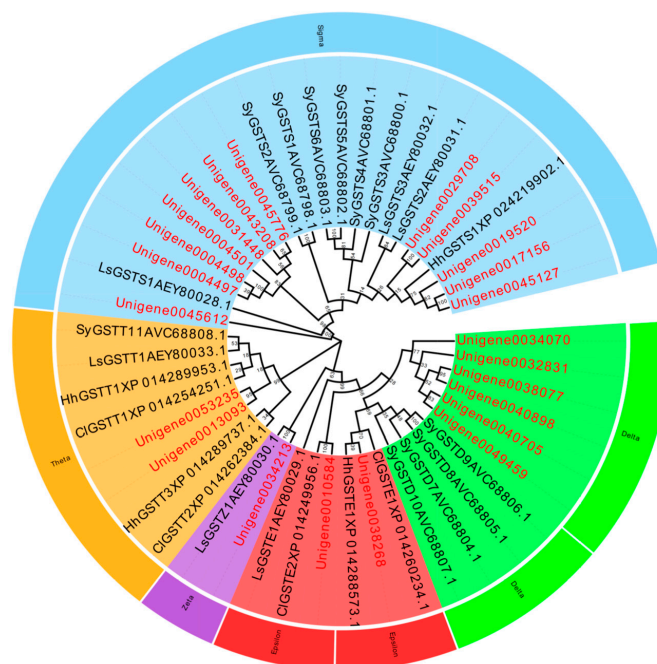 Sigma
Unigene0045612
LsGSTS1AEY80028.1
Unigene0004497
Unigene0004498
Unigene0004501
Unigene0031448
Unigene0043208
Unigene0045776
SyGSTS2AVC68799.1
SyGSTS1AVC68798.1
SyGSTS6AVC68803.1
SyGSTS5AVC68802.1
SyGSTS4AVC68801.1
SyGSTS3AVC68800.1
LsGSTS3AEY80032.1
LsGSTS2AEY80031.1
Unigene0029708
Unigene0039515
HhGSTS1XP 024219902.1
Unigene0019520
Unigene0017156
Unigene0045127
Delta
Unigene0034070
Unigene0032831
Unigene0038077
Unigene0040898
Unigene0040705
Unigene0049459
SyGSTD9AVC68806.1
SyGSTD8AVC68805.1
SyGSTD7AVC68804.1
SyGSTD10AVC68807.1
Delta
ClGSTE1XP 014260234.1
Unigene0038268
HhGSTE1XP 014288573.1
Epsilon
Unigene0010584
ClGSTE2XP 014249956.1
LsGSTE1AEY80029.1
Epsilon
Unigene0034213
LsGSTZ1AEY80030.1
Zeta
ClGSTT2XP 014262384.1
HhGSTT3XP 014289737.1
Unigene0013093
Unigene0053235
ClGSTT1XP 014254251.1
HhGSTT1XP 014289953.1
LsGSTT1AEY80033.1
SyGSTT11AVC68808.1
Theta